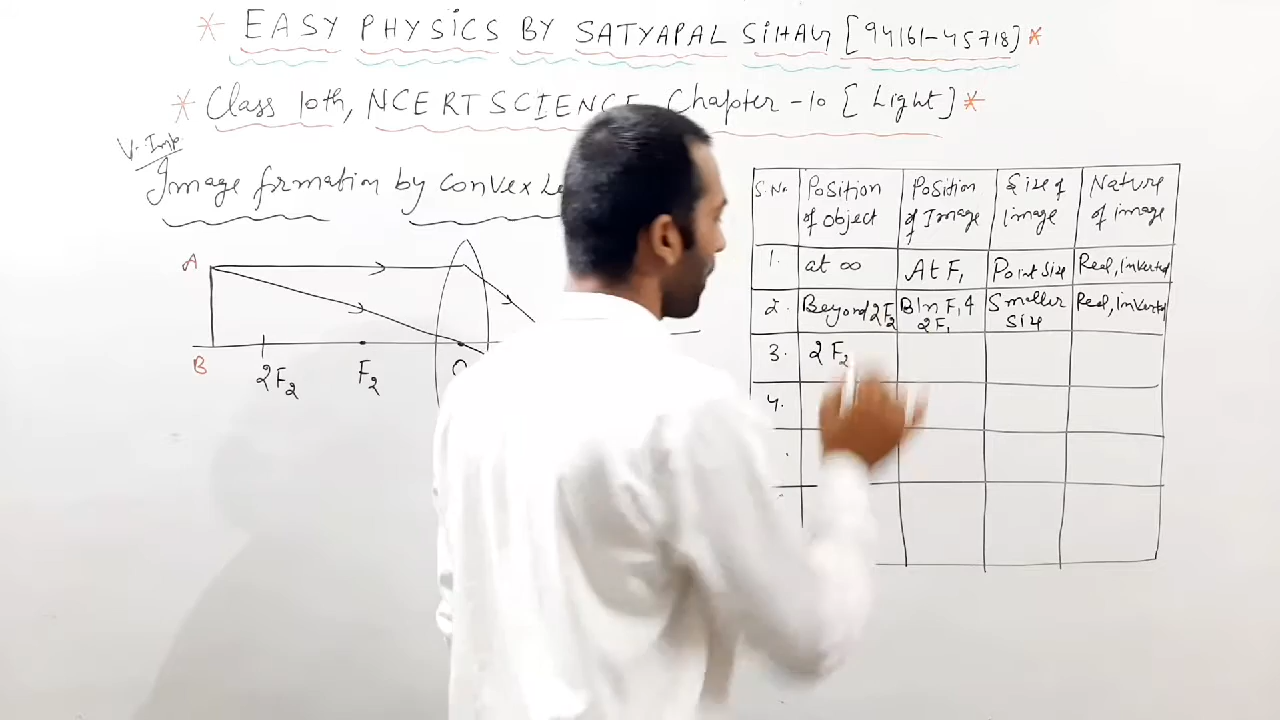 * EASY PHYSICS BY SATYAPAL SIHAG [94161-45718] *
* Class 10th, NCERT SCIENCE Chapter -10 [ Light ] *
V. Imp
Image formation by Convex
A
B
2F2
F2
O
S.No
Position of object
Position of Image
Size of image
Nature of image
1.
at ∞
At F1
Point Size
Real, inverted
2.
Beyond 2F2
B/n F1 & 2F1
Smaller Size
Real, inverted
3.
2F2
4.